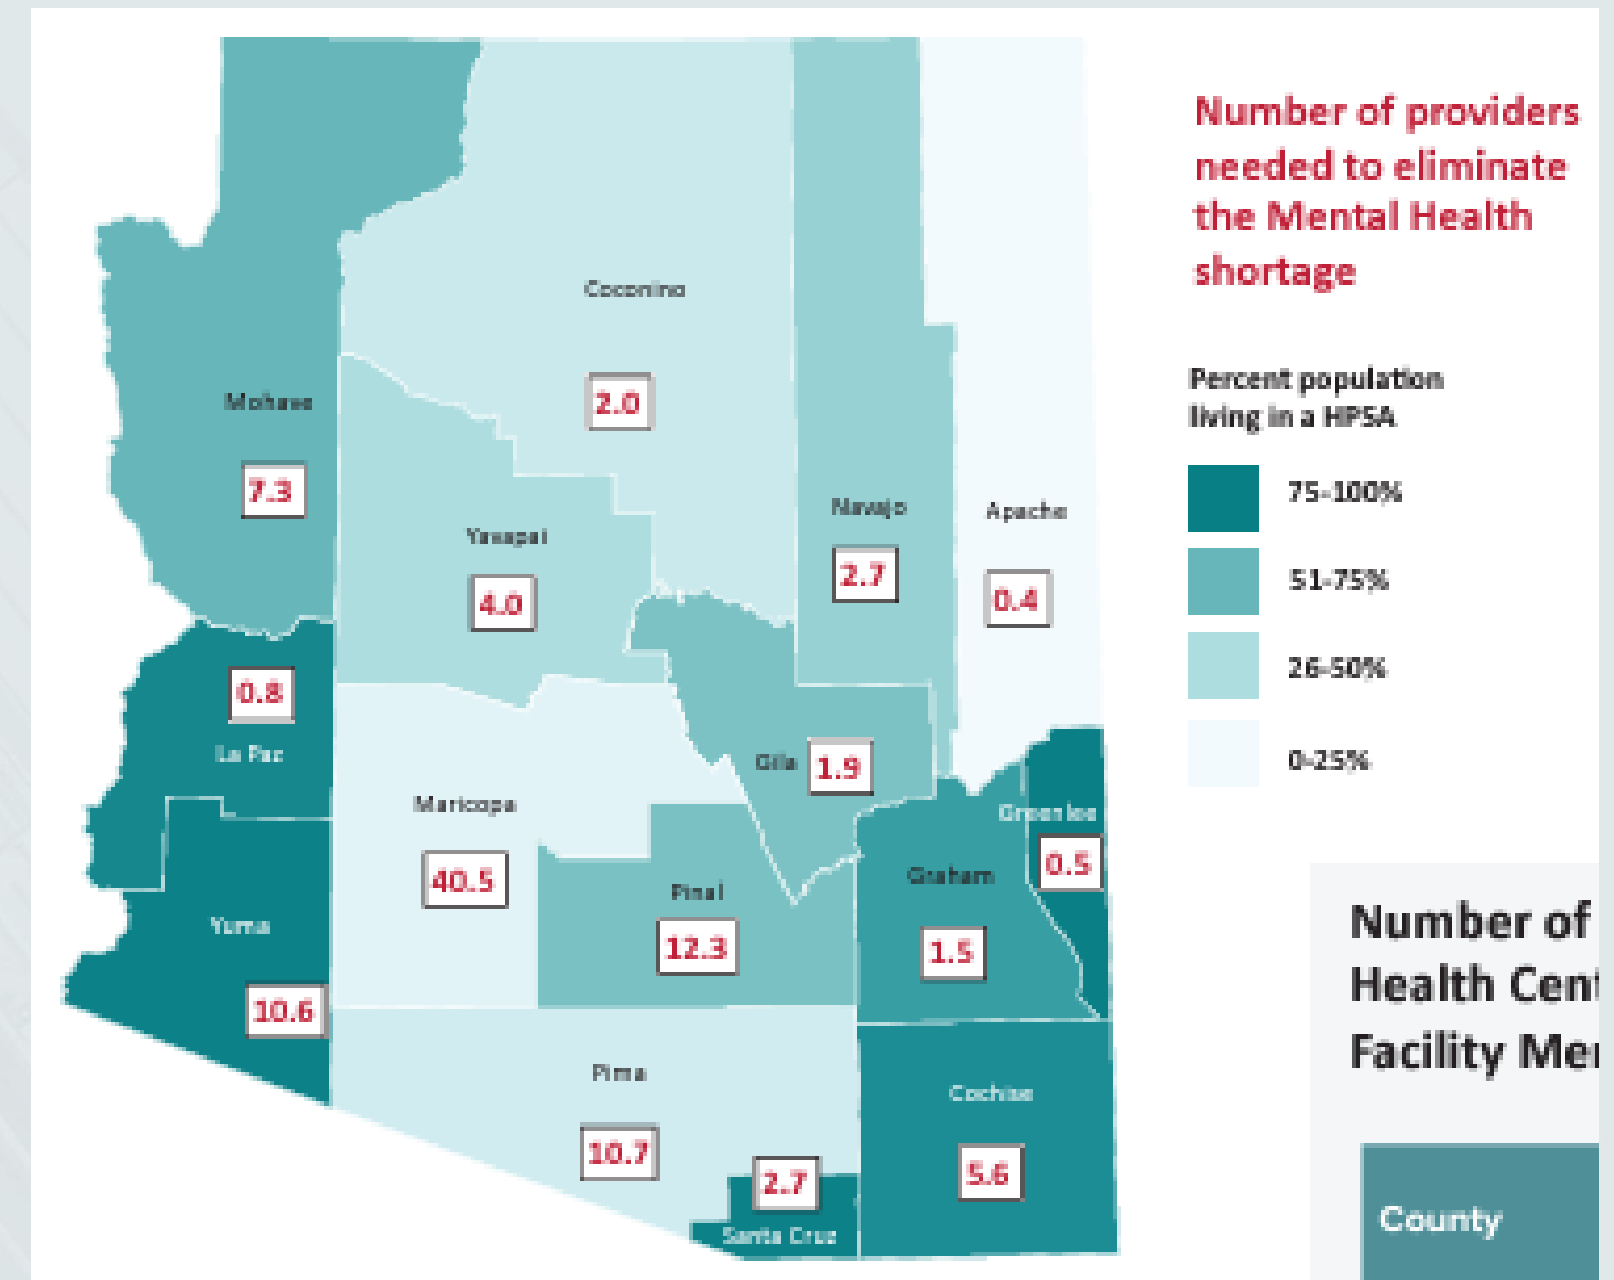 Number of providers
needed to eliminate
the Mental Health
shortage
Percent population
living in a HPSA
75-100%
51-75%
26-50%
0-25%
Coconino
2.0
Mohave
7.3
Navajo
2.7
Apache
0.4
Yavapai
4.0
0.8
La Paz
Gila
1.9
Maricopa
40.5
Greenlee
0.5
Graham
1.5
Pinal
12.3
Yuma
10.6
Pima
10.7
Cochise
5.6
2.7
Santa Cruz
Number of
Health
Facility
County